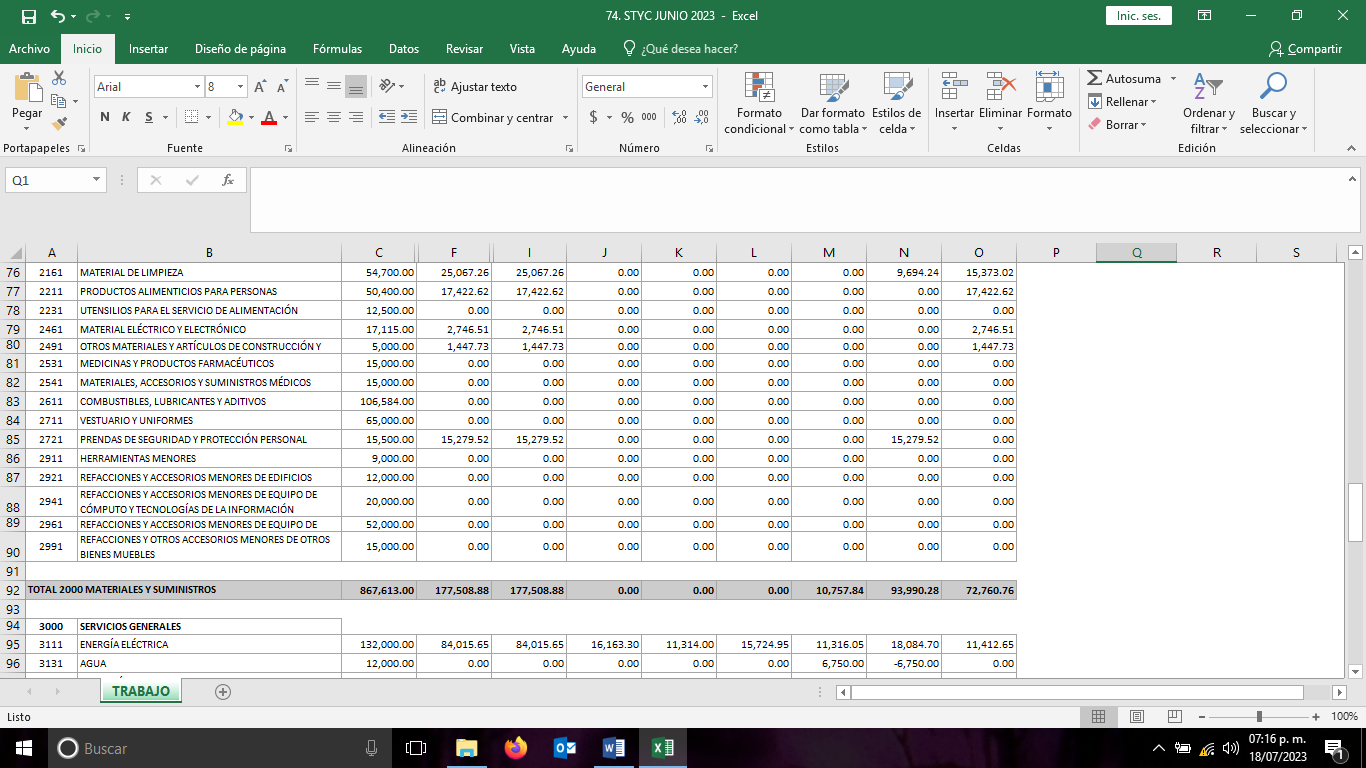 74. STYC JUNIO 2023 - Excel
Inic. ses.
Archivo Inicio Insertar Diseño de página Fórmulas Datos Revisar Vista Ayuda ¿Qué desea hacer? Compartir
Pegar
Arial 8
N K S
Ajustar texto
Combinar y centrar
General
$ % 000
Formato condicional
Dar formato como tabla
Estilos de celda
Insertar Eliminar Formato
Autosuma
Rellenar
Borrar
Ordenar y filtrar
Buscar y seleccionar
Portapapeles Fuente Alineación Número Estilos Celdas Edición
Q1 fx
A B C F I J K L M N O P Q R S
76 2161 MATERIAL DE LIMPIEZA 54,700.00 25,067.26 25,067.26 0.00 0.00 0.00 0.00 9,694.24 15,373.02
77 2211 PRODUCTOS ALIMENTICIOS PARA PERSONAS 50,400.00 17,422.62 17,422.62 0.00 0.00 0.00 0.00 0.00 17,422.62
78 2231 UTENSILIOS PARA EL SERVICIO DE ALIMENTACIÓN 12,500.00 0.00 0.00 0.00 0.00 0.00 0.00 0.00 0.00
79 2461 MATERIAL ELÉCTRICO Y ELECTRÓNICO 17,115.00 2,746.51 2,746.51 0.00 0.00 0.00 0.00 0.00 2,746.51
80 2491 OTROS MATERIALES Y ARTÍCULOS DE CONSTRUCCIÓN Y 5,000.00 1,447.73 1,447.73 0.00 0.00 0.00 0.00 0.00 1,447.73
81 2531 MEDICINAS Y PRODUCTOS FARMACÉUTICOS 15,000.00 0.00 0.00 0.00 0.00 0.00 0.00 0.00 0.00
82 2541 MATERIALES, ACCESORIOS Y SUMINISTROS MÉDICOS 15,000.00 0.00 0.00 0.00 0.00 0.00 0.00 0.00 0.00
83 2611 COMBUSTIBLES, LUBRICANTES Y ADITIVOS 106,584.00 0.00 0.00 0.00 0.00 0.00 0.00 0.00 0.00
84 2711 VESTUARIO Y UNIFORMES 65,000.00 0.00 0.00 0.00 0.00 0.00 0.00 0.00 0.00
85 2721 PRENDAS DE SEGURIDAD Y PROTECCIÓN PERSONAL 15,500.00 15,279.52 15,279.52 0.00 0.00 0.00 0.00 15,279.52 0.00
86 2911 HERRAMIENTAS MENORES 9,000.00 0.00 0.00 0.00 0.00 0.00 0.00 0.00 0.00
87 2921 REFACCIONES Y ACCESORIOS MENORES DE EDIFICIOS 12,000.00 0.00 0.00 0.00 0.00 0.00 0.00 0.00 0.00
88 2941 REFACCIONES Y ACCESORIOS MENORES DE EQUIPO DE
CÓMPUTO Y TECNOLOGÍAS DE LA INFORMACIÓN 20,000.00 0.00 0.00 0.00 0.00 0.00 0.00 0.00 0.00
89 2961 REFACCIONES Y ACCESORIOS MENORES DE EQUIPO DE 52,000.00 0.00 0.00 0.00 0.00 0.00 0.00 0.00 0.00
90 2991 REFACCIONES Y OTROS ACCESORIOS MENORES DE OTROS
BIENES MUEBLES 15,000.00 0.00 0.00 0.00 0.00 0.00 0.00 0.00 0.00
91
92 TOTAL 2000 MATERIALES Y SUMINISTROS 867,613.00 177,508.88 177,508.88 0.00 0.00 0.00 10,757.84 93,990.28 72,760.76
93
94 3000 SERVICIOS GENERALES
95 3111 ENERGÍA ELÉCTRICA 132,000.00 84,015.65 84,015.65 16,163.30 11,314.00 15,724.95 11,316.05 18,084.70 11,412.65
96 3131 AGUA 12,000.00 0.00 0.00 0.00 0.00 0.00 6,750.00 -6,750.00 0.00
TRABAJO
Listo 100%
Buscar
07:16 p. m.
18/07/2023
1